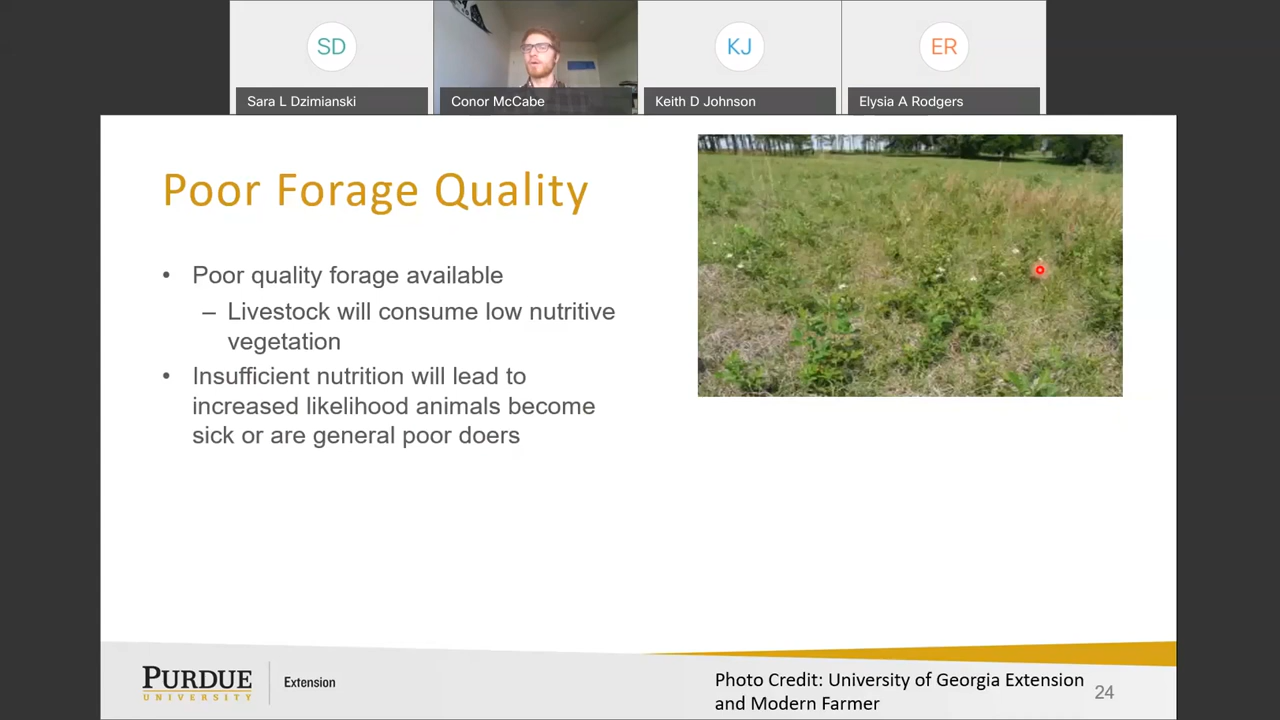 SD
KJ
ER
Sara L Dzimianski
Conor McCabe
Keith D Johnson
Elysia A Rodgers
Poor Forage Quality
• Poor quality forage available
– Livestock will consume low nutritive
vegetation
• Insufficient nutrition will lead to
increased likelihood animals become
sick or are general poor doers
PURDUE
UNIVERSITY
Extension
Photo Credit: University of Georgia Extension
and Modern Farmer
24